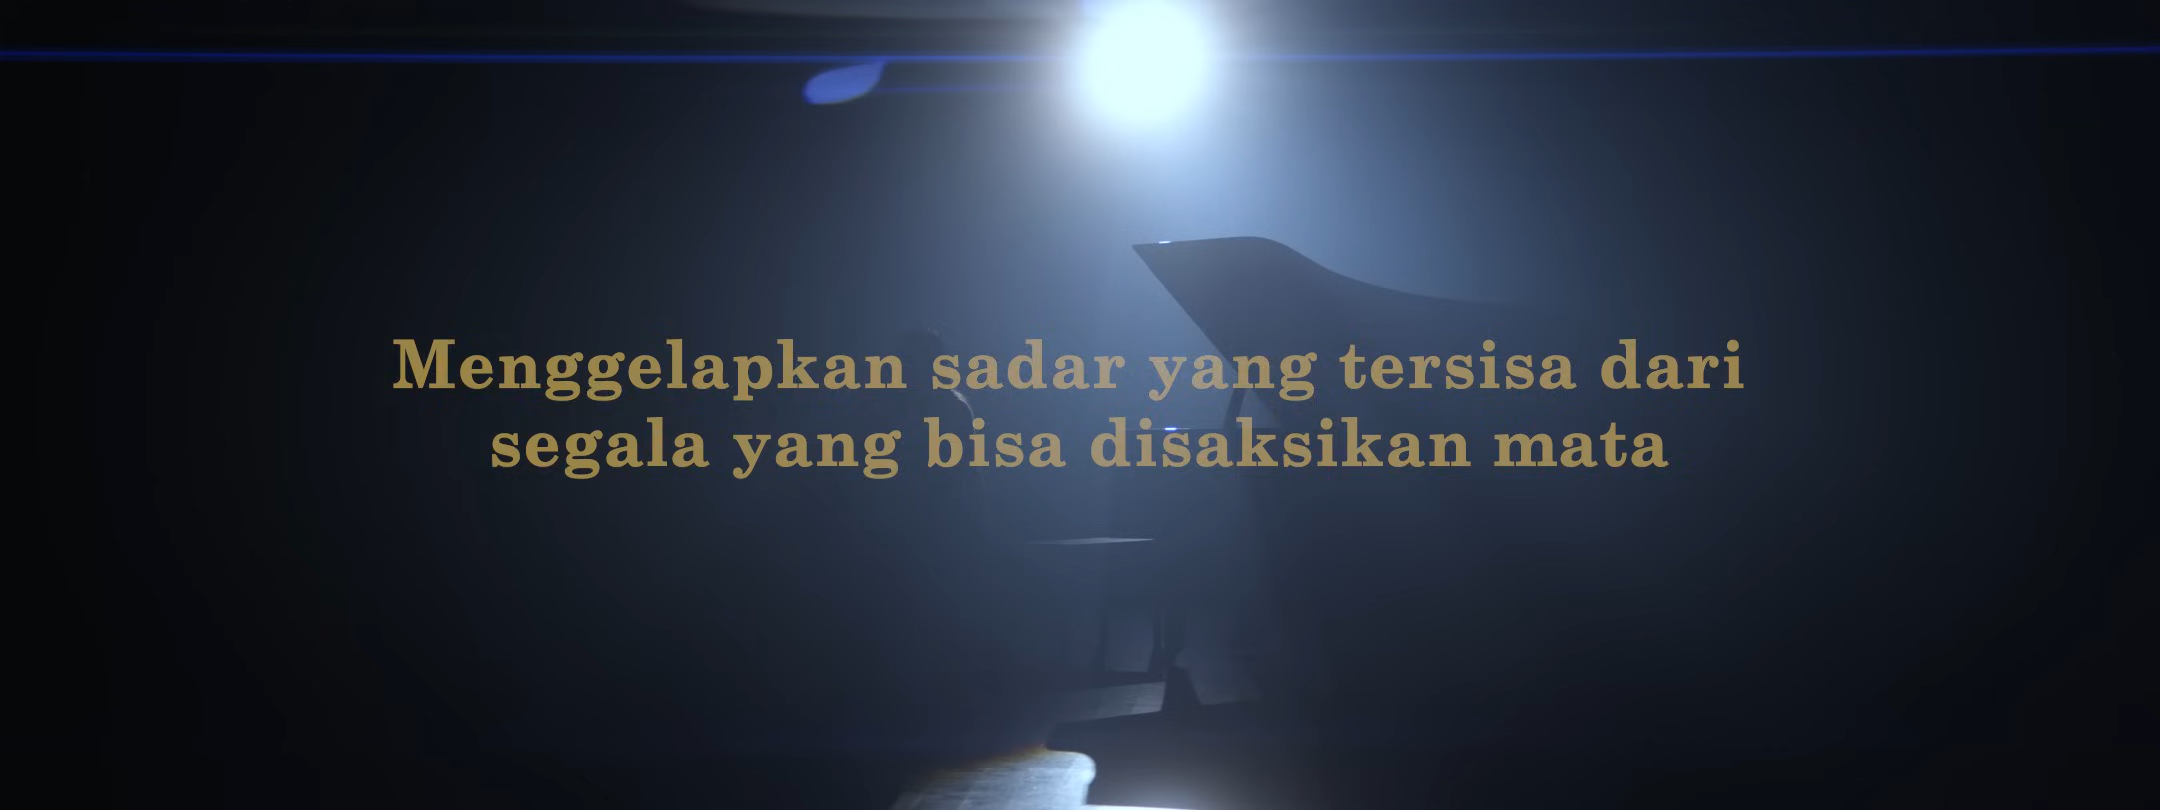 Menggelapkan sadar yang tersisa dari
segala yang bisa disaksikan mata